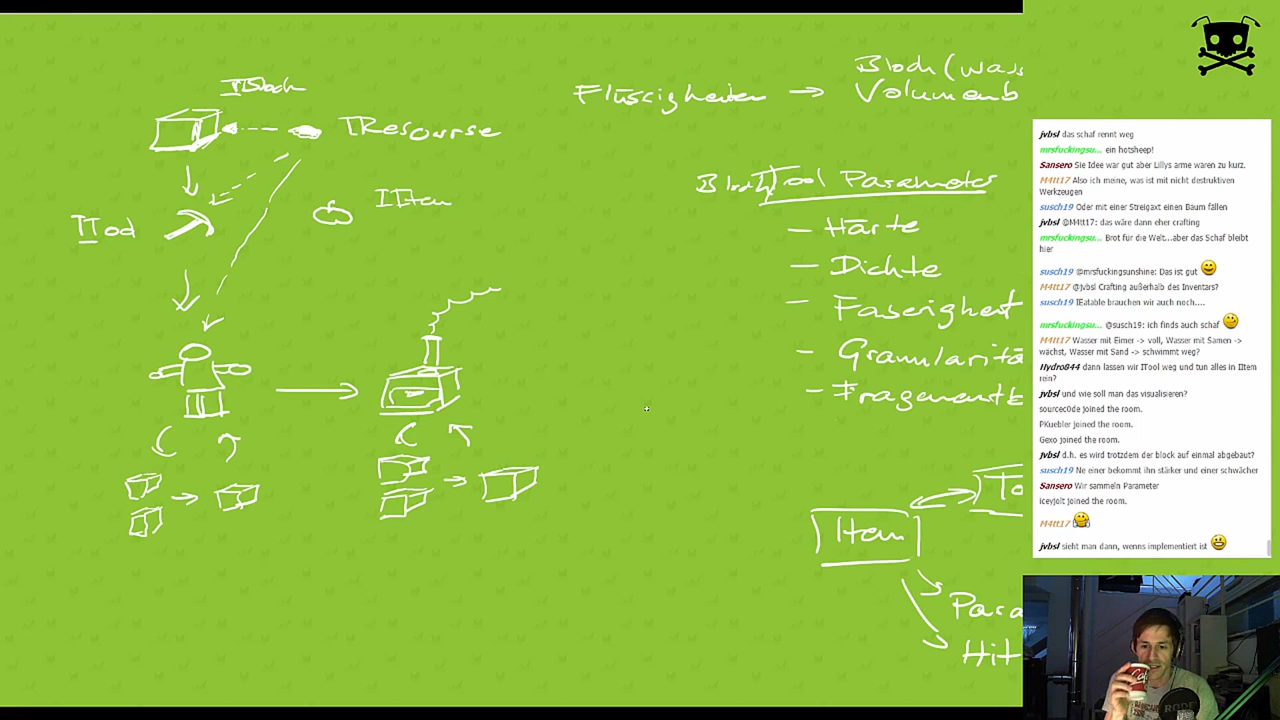 IBlock
IResourse
ITool
IItem
Flüssigkeiten → Block (was
Volumenb
Block/Tool Parameter
– Härte
– Dichte
– Faserigkeit
– Granularitä
– Fragmentb
To
Item
Para
Hit
jvbsl das schaf rennt weg
mrsfuckingsu... ein hotsheep!
Sansero Sie Idee war gut aber Lillys arme waren zu kurz.
M4tt17 Also ich meine, was ist mit nicht destruktiven
Werkzeugen
susch19 Oder mit einer Streigaxt einen Baum fällen
jvbsl @M4tt17: das wäre dann eher crafting
mrsfuckingsu... Brot für die Welt...aber das Schaf bleibt
hier
susch19 @mrsfuckingsunshine: Das ist gut
M4tt17 @jvbsl Crafting außerhalb des Inventars?
susch19 IEatable brauchen wir auch noch....
mrsfuckingsu... @susch19: ich finds auch schaf
M4tt17 Wasser mit Eimer -> voll, Wasser mit Samen ->
wächst, Wasser mit Sand -> schwimmt weg?
Hydro844 dann lassen wir ITool weg und tun alles in IItem
rein?
jvbsl und wie soll man das visualisieren?
sourcec0de joined the room.
PKuebler joined the room.
Gexo joined the room.
jvbsl d.h. es wird trotzdem der block auf einmal abgebaut?
susch19 Ne einer bekommt ihn stärker und einer schwächer
Sansero Wir sammeln Parameter
iceyjolt joined the room.
M4tt17
jvbsl sieht man dann, wenns implementiert ist